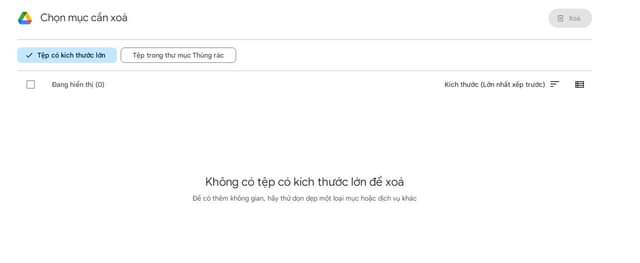 Chọn mục cần xoá
Xoá
Tệp có kích thước lớn
Tệp trong thư mục Thùng rác
Đang hiển thị (0)
Kích thước (Lớn nhất xếp trước)
Không có tệp có kích thước lớn để xoá
Để có thêm không gian, hãy thử dọn dẹp một loại mục hoặc dịch vụ khác